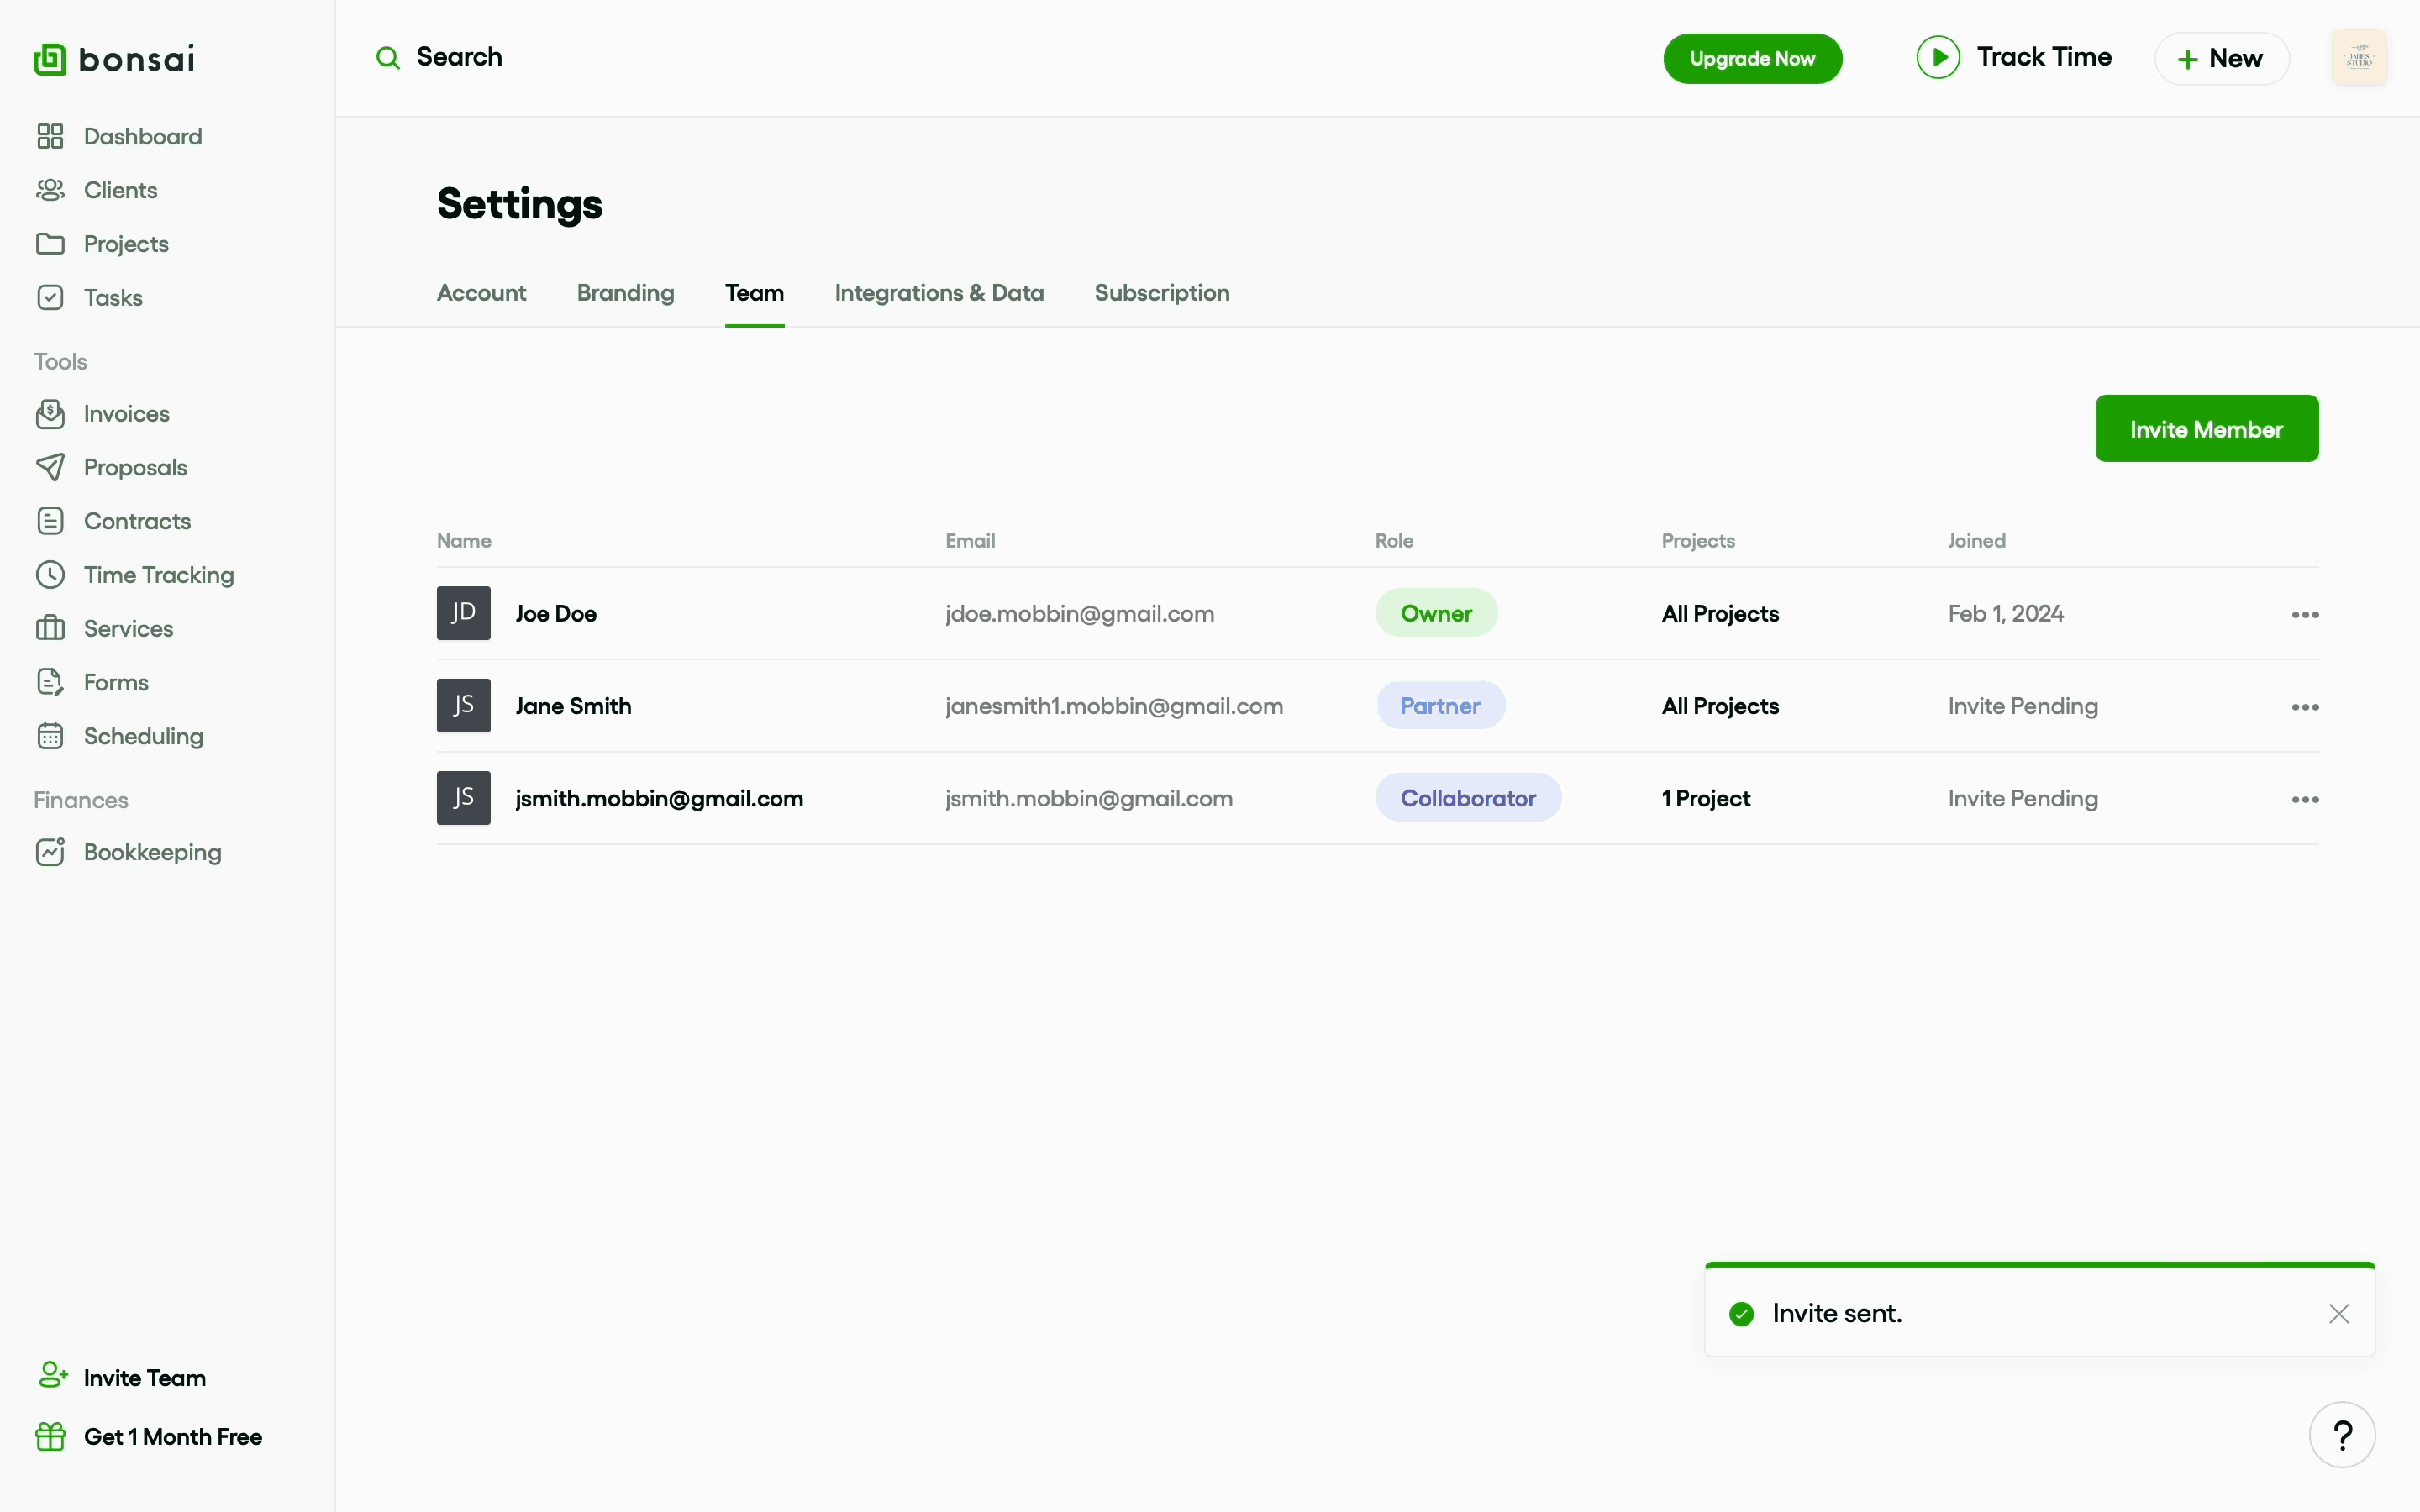 bonsai
Search
Upgrade Now
Track Time
New
JADE'S
STUDIO
Dashboard
Clients
Projects
Tasks
Tools
Invoices
Proposals
Contracts
Time Tracking
Services
Forms
Scheduling
Finances
Bookkeeping
Invite Team
Get 1 Month Free
Settings
Account Branding Team Integrations & Data Subscription
Invite Member
Name Email Role Projects Joined
JD Joe Doe jdoe.mobbin@gmail.com Owner All Projects Feb 1, 2024
JS Jane Smith janesmith1.mobbin@gmail.com Partner All Projects Invite Pending
JS jsmith.mobbin@gmail.com jsmith.mobbin@gmail.com Collaborator 1 Project Invite Pending
Invite sent.
?